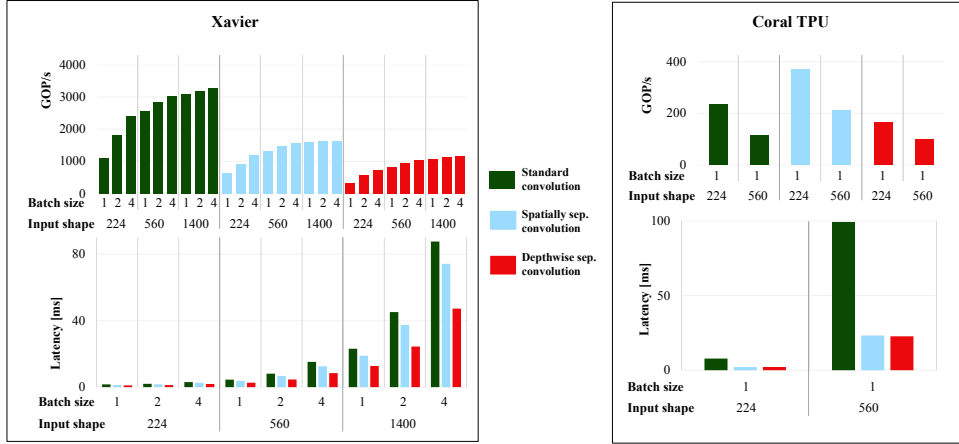 Xavier
GOP/s
4000
3000
2000
1000
0
Batch size 1 2 4 1 2 4 1 2 4 1 2 4 1 2 4 1 2 4 1 2 4 1 2 4 1 2 4
Input shape 224 560 1400 224 560 1400 224 560 1400
Latency [ms]
80
40
0
Batch size 1 2 4 1 2 4 1 2 4
Input shape 224 560 1400
Standard
convolution
Spatially sep.
convolution
Depthwise sep.
convolution
Coral TPU
GOP/s
400
200
0
Batch size 1 1 1 1 1 1
Input shape 224 560 224 560 224 560
Latency [ms]
100
50
0
Batch size 1 1
Input shape 224 560